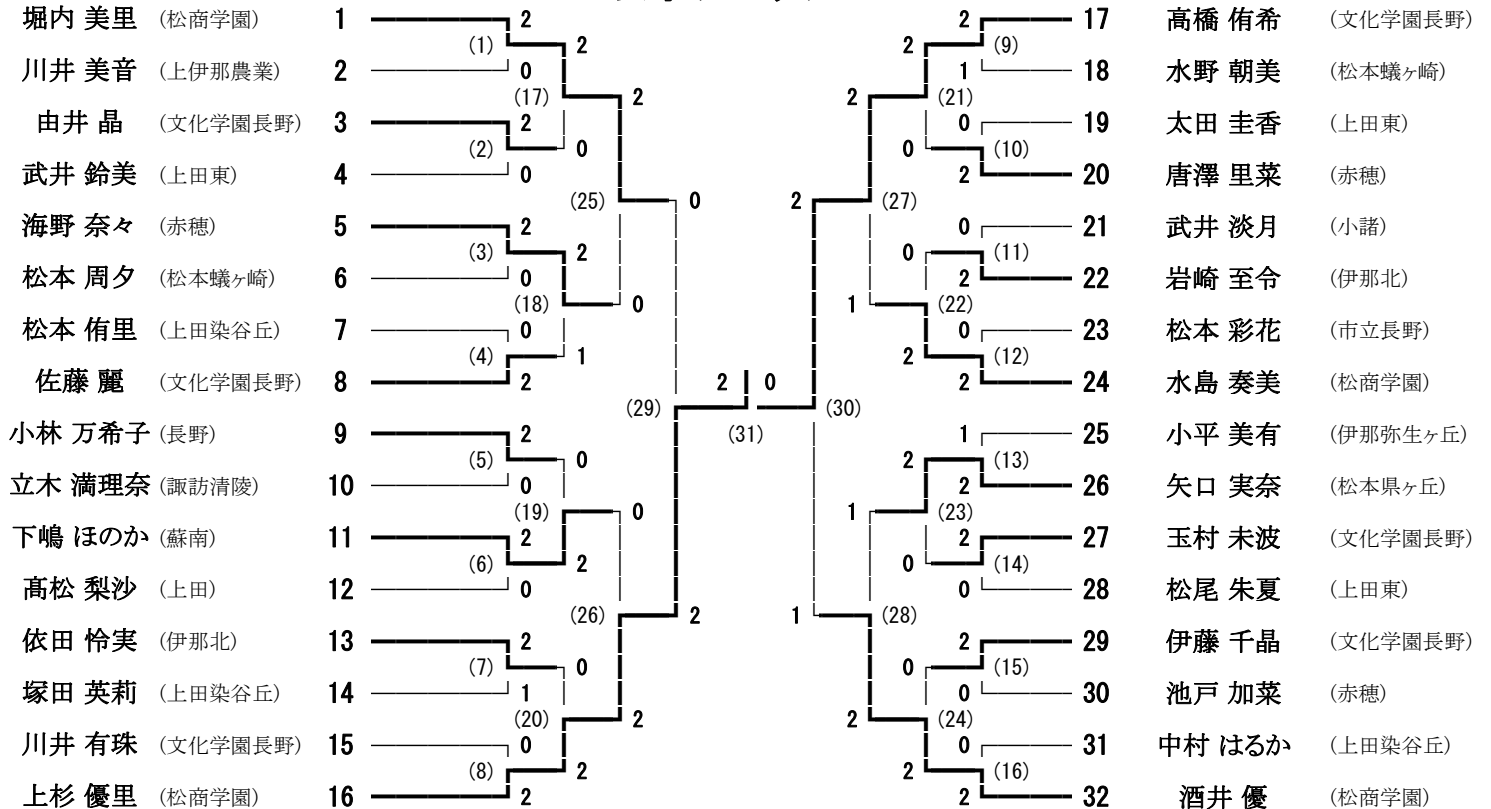 堀内 美里 (松商学園) 1 2 2 17 高橋 侑希 (文化学園長野)
(1) 2 2 (9)
川井 美音 (上伊那農業) 2 0 1 18 水野 朝美 (松本蟻ヶ崎)
(17) 2 2 (21)
由井 晶 (文化学園長野) 3 2 0 19 太田 圭香 (上田東)
(2) 0 0 (10)
武井 鈴美 (上田東) 4 0 2 20 唐澤 里菜 (赤穂)
(25) 0 2 (27)
海野 奈々 (赤穂) 5 2 0 21 武井 淡月 (小諸)
(3) 2 0 (11)
松本 周夕 (松本蟻ヶ崎) 6 0 2 22 岩崎 至令 (伊那北)
(18) 0 1 (22)
松本 侑里 (上田染谷丘) 7 0 0 23 松本 彩花 (市立長野)
(4) 1 2 (12)
佐藤 麗 (文化学園長野) 8 2 2 0 2 24 水島 奏美 (松商学園)
(29) (30)
小林 万希子 (長野) 9 2 (31) 1 25 小平 美有 (伊那弥生ヶ丘)
(5) 0 2 (13)
立木 満理奈 (諏訪清陵) 10 0 2 26 矢口 実奈 (松本県ヶ丘)
(19) 0 1 (23)
下嶋 ほのか (蘇南) 11 2 2 27 玉村 未波 (文化学園長野)
(6) 2 0 (14)
髙松 梨沙 (上田) 12 0 0 28 松尾 朱夏 (上田東)
(26) 2 1 (28)
依田 怜実 (伊那北) 13 2 2 29 伊藤 千晶 (文化学園長野)
(7) 0 0 (15)
塚田 英莉 (上田染谷丘) 14 1 0 30 池戸 加菜 (赤穂)
(20) 2 2 (24)
川井 有珠 (文化学園長野) 15 0 0 31 中村 はるか (上田染谷丘)
(8) 2 2 (16)
上杉 優里 (松商学園) 16 2 2 32 酒井 優 (松商学園)